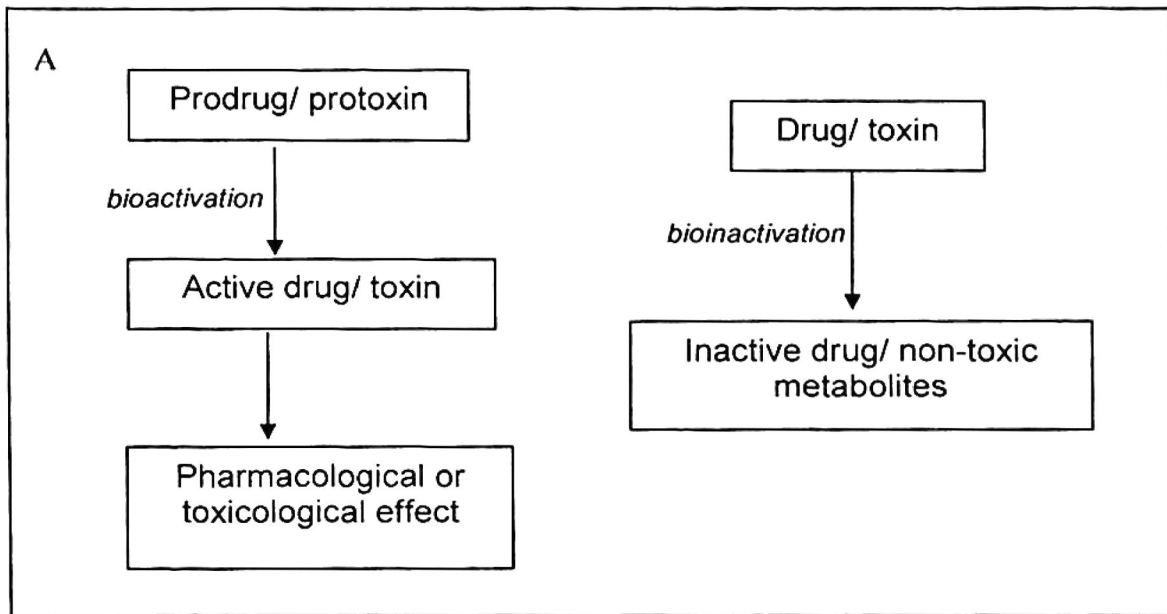 A
Prodrug/ protoxin
bioactivation
Active drug/ toxin
Pharmacological or
toxicological effect
Drug/ toxin
bioinactivation
Inactive drug/ non-toxic
metabolites